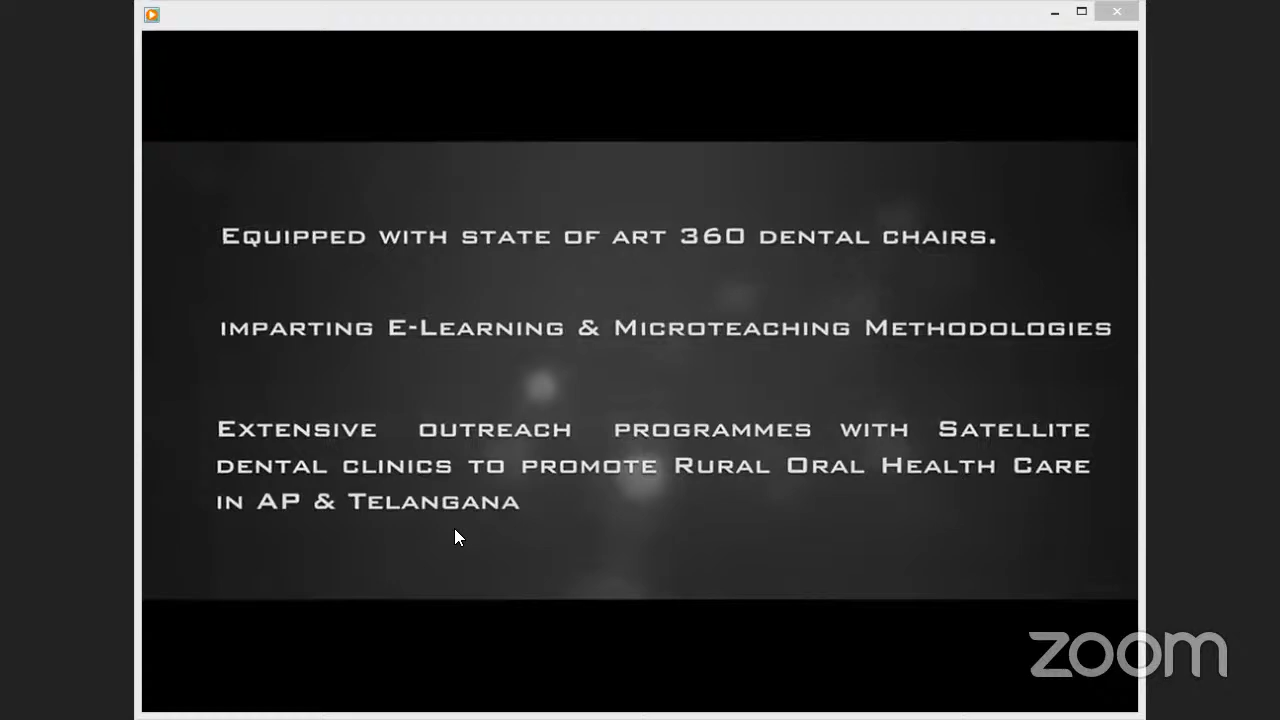 Equipped with state of art 360 dental chairs.
imparting E-Learning & Microteaching Methodologies
Extensive outreach programmes with Satellite
dental clinics to promote Rural Oral Health Care
in AP & Telangana
zoom